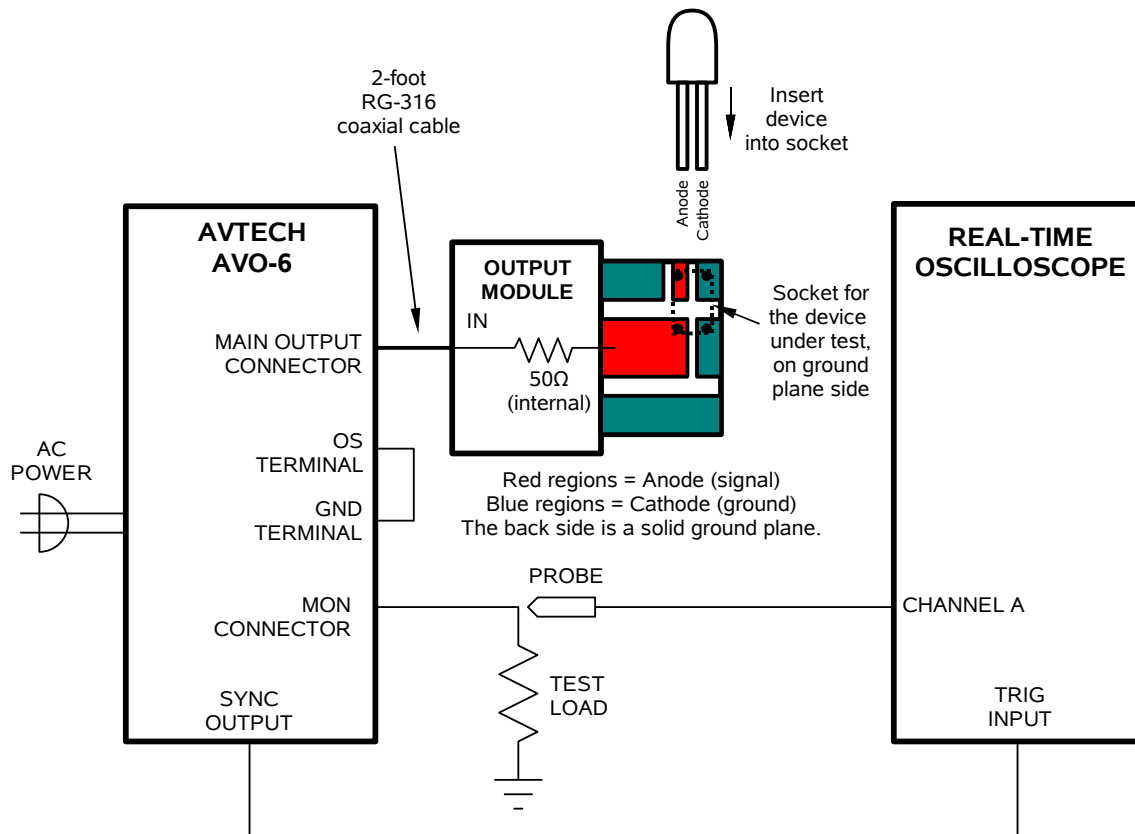 2-foot
RG-316
coaxial cable
Insert
device
into socket
Anode
Cathode
AVTECH
AVO-6
OUTPUT
MODULE
REAL-TIME
OSCILLOSCOPE
IN
Socket for
the device
under test,
on ground
plane side
MAIN OUTPUT
CONNECTOR
50Ω
(internal)
AC
POWER
OS
TERMINAL
GND
TERMINAL
Red regions = Anode (signal)
Blue regions = Cathode (ground)
The back side is a solid ground plane.
PROBE
MON
CONNECTOR
CHANNEL A
TEST
LOAD
SYNC
OUTPUT
TRIG
INPUT